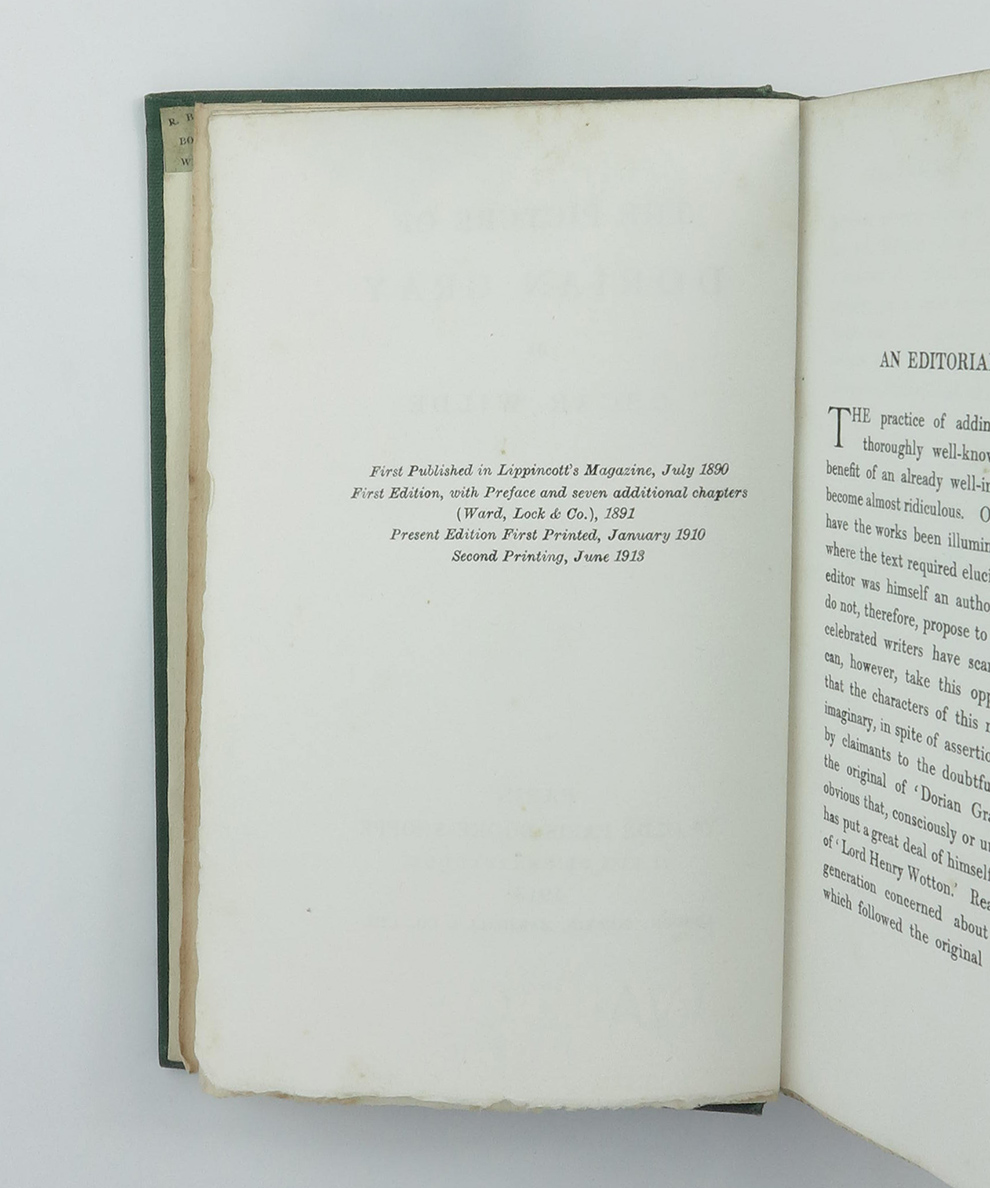 R. B
BO
W
First Published in Lippincott's Magazine, July 1890
First Edition, with Preface and seven additional chapters
(Ward, Lock & Co.), 1891
Present Edition First Printed, January 1910
Second Printing, June 1913
AN EDITORIA
THE practice of addin
thoroughly well-know
benefit of an already well-in
become almost ridiculous. O
have the works been illumin
where the text required eluci
editor was himself an autho
do not, therefore, propose to
celebrated writers have scar
can, however, take this opp
that the characters of this
imaginary, in spite of assertio
by claimants to the doubtfu
the original of ‘Dorian Gra
obvious that, consciously or un
has put a great deal of himself
of ‘Lord Henry Wotton.’ Rea
generation concerned about
which followed the original